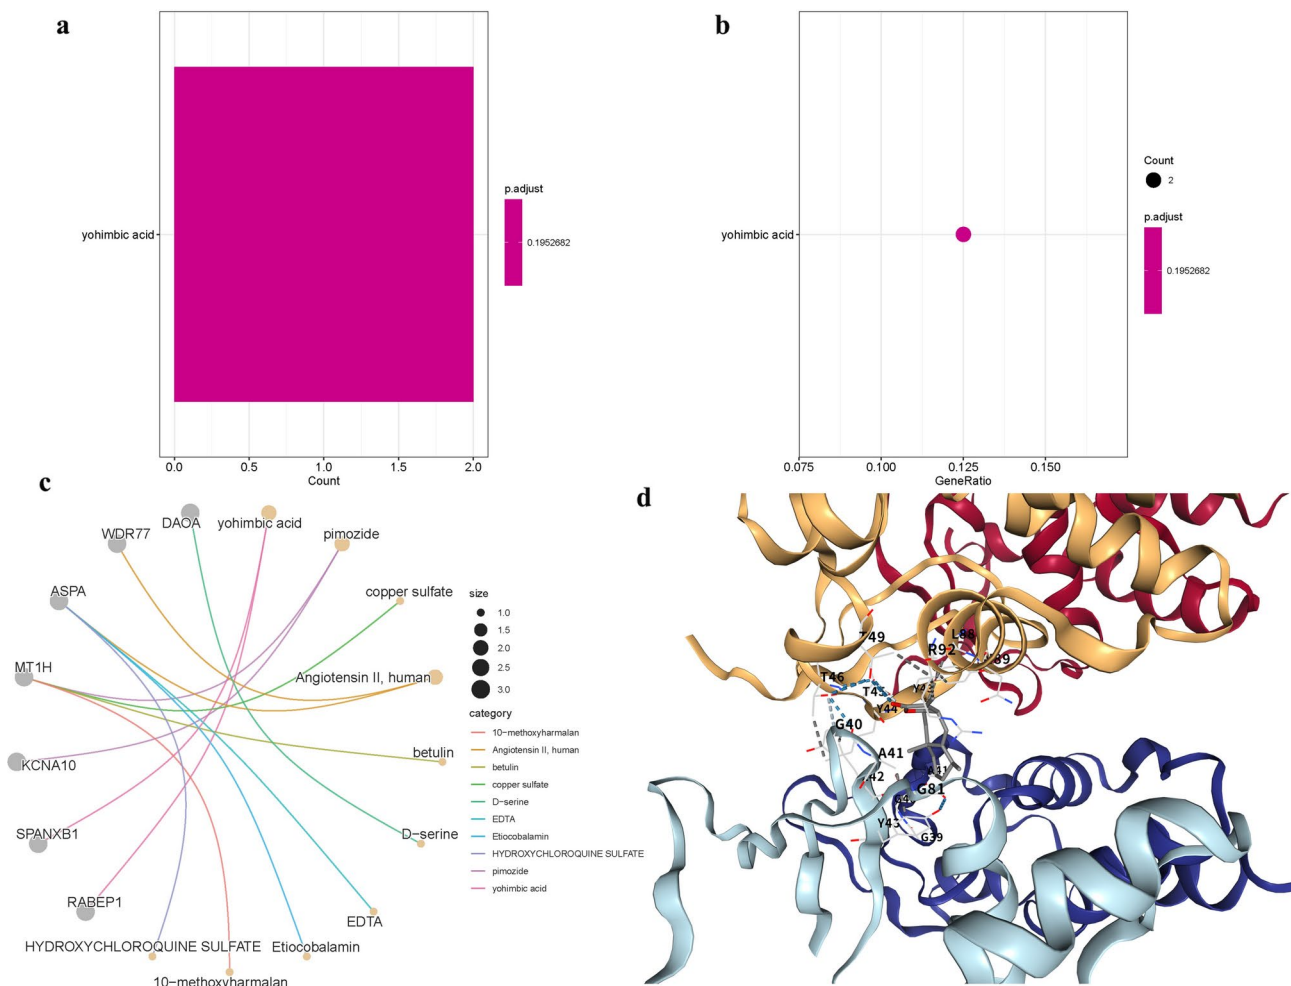 a
yohimbic acid
0.0
0.5
1.0
1.5
2.0
Count
p.adjust
0.1952682
b
yohimbic acid
0.075
0.100
0.125
0.150
GeneRatio
Count
2
p.adjust
0.1952682
c
DAOA
yohimbic acid
WDR77
pimozide
ASPA
copper sulfate
MT1H
Angiotensin II, human
KCNA10
betulin
SPANXB1
D−serine
RABEP1
EDTA
HYDROXYCHLOROQUINE SULFATE
Etiocobalamin
10−methoxyharmalan
size
1.0
1.5
2.0
2.5
3.0
category
10−methoxyharmalan
Angiotensin II, human
betulin
copper sulfate
D−serine
EDTA
Etiocobalamin
HYDROXYCHLOROQUINE SULFATE
pimozide
yohimbic acid
d
L88
R92
T46
Y44
G40
A41
G81
G39